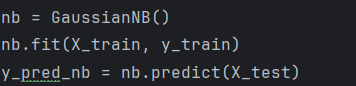 nb = GaussianNB()
nb.fit(X_train, y_train)
y_pred_nb = nb.predict(X_test)